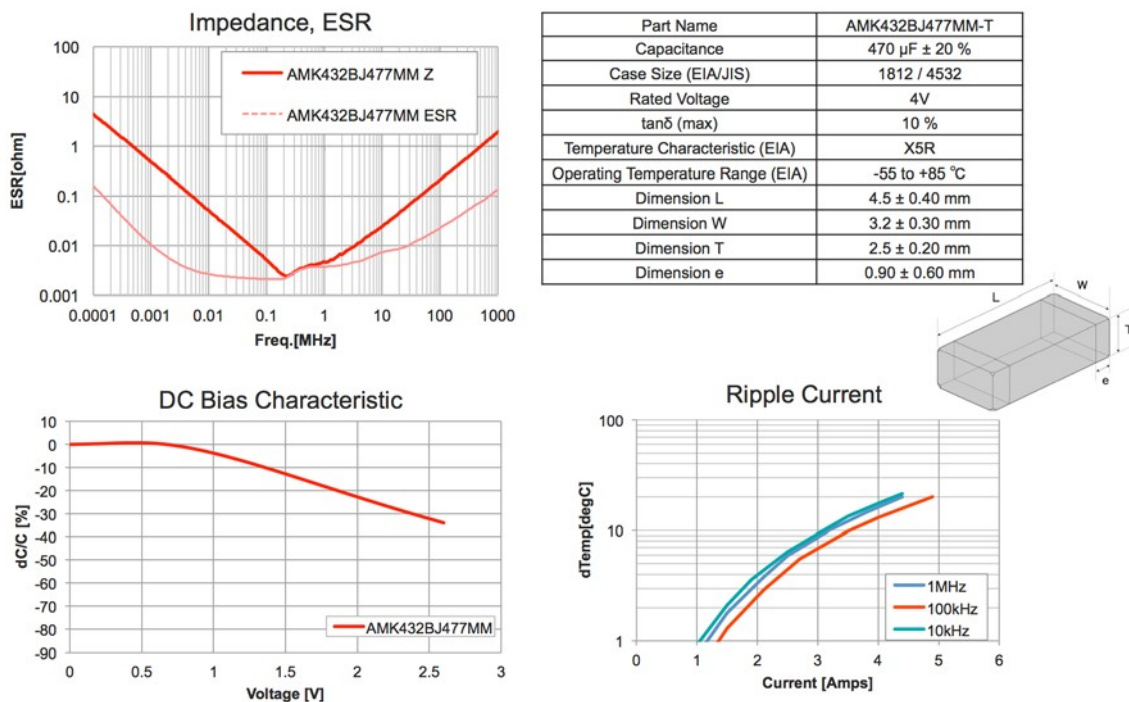 Impedance, ESR
100
10
1
0.1
0.01
0.001
ESR[ohm]
AMK432BJ477MM Z
AMK432BJ477MM ESR
0.0001 0.001 0.01 0.1 1 10 100 1000
Freq.[MHz]
Part Name AMK432BJ477MM-T
Capacitance 470 µF ± 20 %
Case Size (EIA/JIS) 1812 / 4532
Rated Voltage 4V
tanδ (max) 10 %
Temperature Characteristic (EIA) X5R
Operating Temperature Range (EIA) -55 to +85 ℃
Dimension L 4.5 ± 0.40 mm
Dimension W 3.2 ± 0.30 mm
Dimension T 2.5 ± 0.20 mm
Dimension e 0.90 ± 0.60 mm
L
w
T
e
DC Bias Characteristic
10
0
-10
-20
-30
-40
-50
-60
-70
-80
-90
dC/C [%]
AMK432BJ477MM
0 0.5 1 1.5 2 2.5 3
Voltage [V]
Ripple Current
100
10
1
dTemp[degC]
1MHz
100kHz
10kHz
0 1 2 3 4 5 6
Current [Amps]